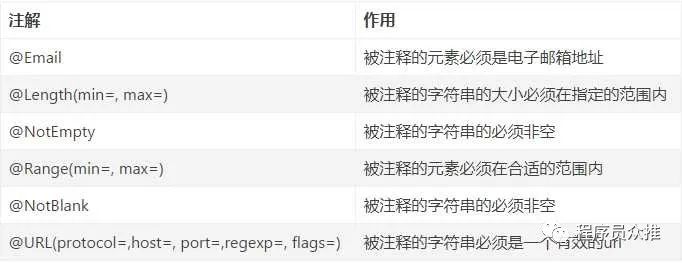 注解 作用
@Email 被注释的元素必须是电子邮箱地址
@Length(min=, max=) 被注释的字符串的大小必须在指定的范围内
@NotEmpty 被注释的字符串的必须非空
@Range(min=, max=) 被注释的元素必须在合适的范围内
@NotBlank 被注释的字符串的必须非空
@URL(protocol=,host=, port=,regexp=, flags=) 被注释的字符串必须是一个有效的url
程序员众推